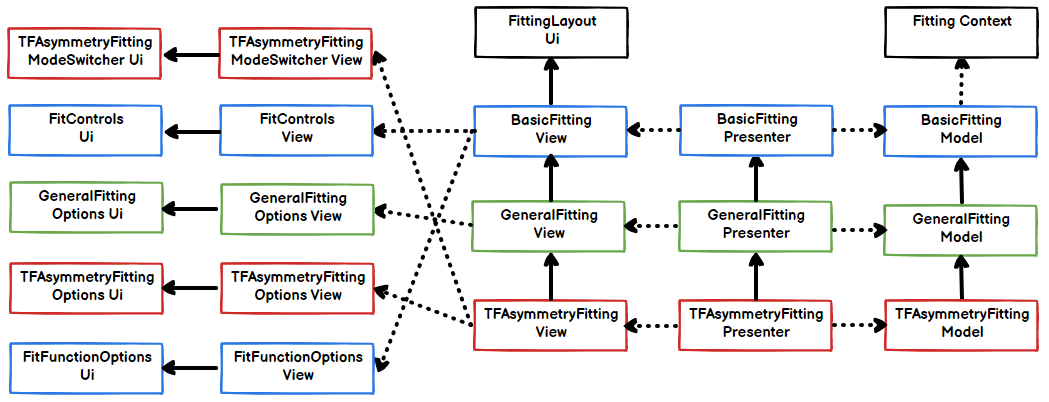 TFAsymmetryFitting
ModeSwitcher Ui
TFAsymmetryFitting
ModeSwitcher View
FittingLayout
Ui
Fitting Context
FitControls
Ui
FitControls
View
BasicFitting
View
BasicFitting
Presenter
BasicFitting
Model
GeneralFitting
Options Ui
GeneralFitting
Options View
GeneralFitting
View
GeneralFitting
Presenter
GeneralFitting
Model
TFAsymmetryFitting
Options Ui
TFAsymmetryFitting
Options View
TFAsymmetryFitting
View
TFAsymmetryFitting
Presenter
TFAsymmetryFitting
Model
FitFunctionOptions
Ui
FitFunctionOptions
View